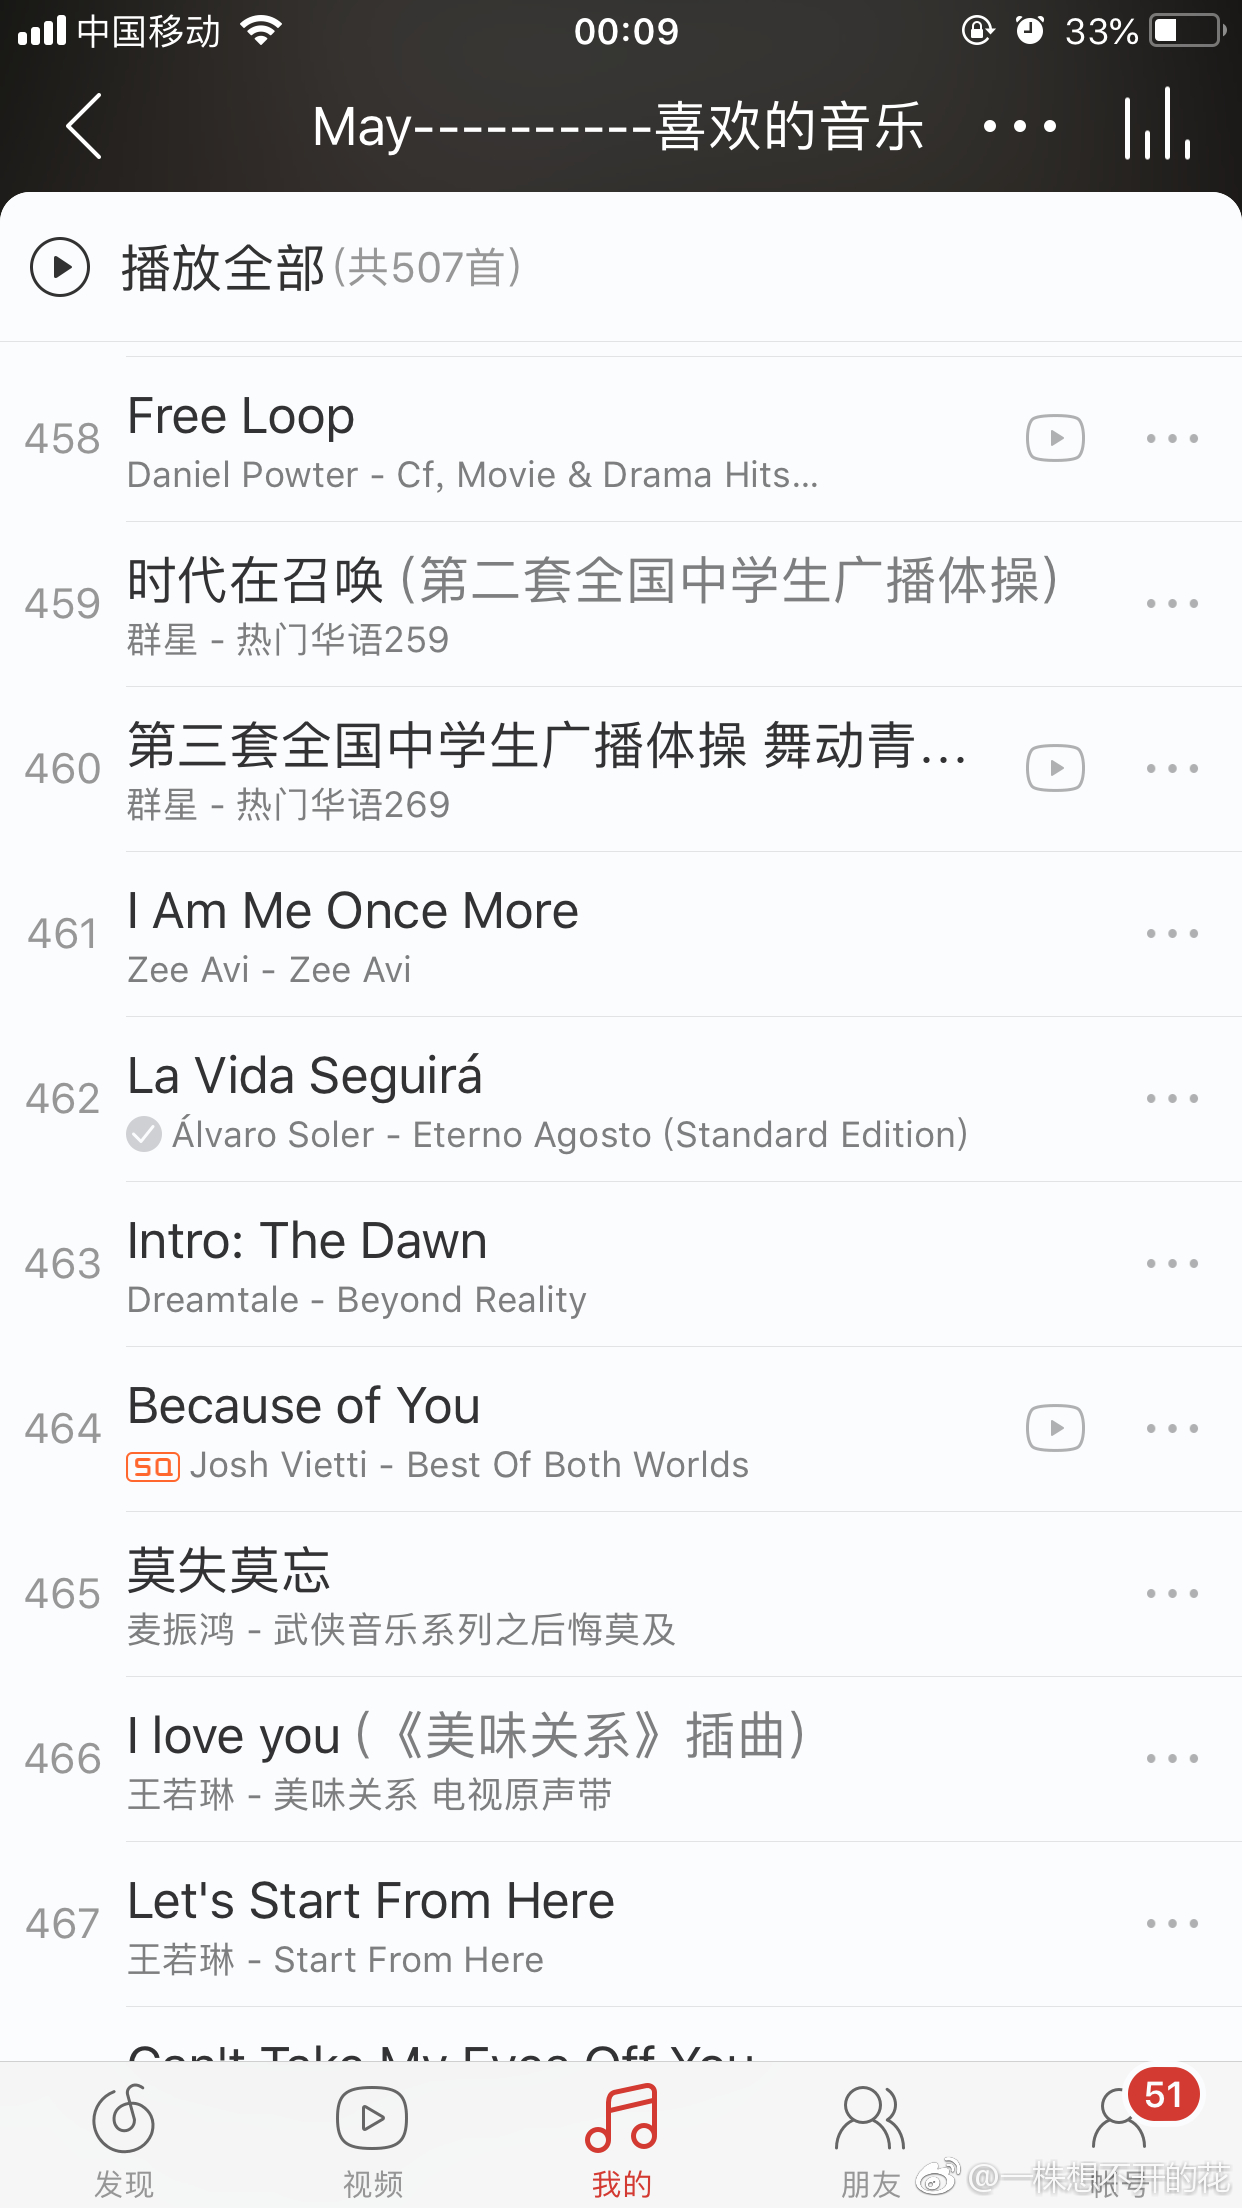 中国移动
00:09
33%
May----------喜欢的音乐
播放全部(共507首)
458
Free Loop
Daniel Powter - Cf, Movie & Drama Hits...
459
时代在召唤 (第二套全国中学生广播体操)
群星 - 热门华语259
460
第三套全国中学生广播体操 舞动青...
群星 - 热门华语269
461
I Am Me Once More
Zee Avi - Zee Avi
462
La Vida Seguirá
Álvaro Soler - Eterno Agosto (Standard Edition)
463
Intro: The Dawn
Dreamtale - Beyond Reality
464
Because of You
SQ Josh Vietti - Best Of Both Worlds
465
莫失莫忘
麦振鸿 - 武侠音乐系列之后悔莫及
466
I love you (《美味关系》插曲)
王若琳 - 美味关系 电视原声带
467
Let's Start From Here
王若琳 - Start From Here
Can't Take My Eyes Off You
51
发现
视频
我的
朋友
帐号
@一株想不开的花